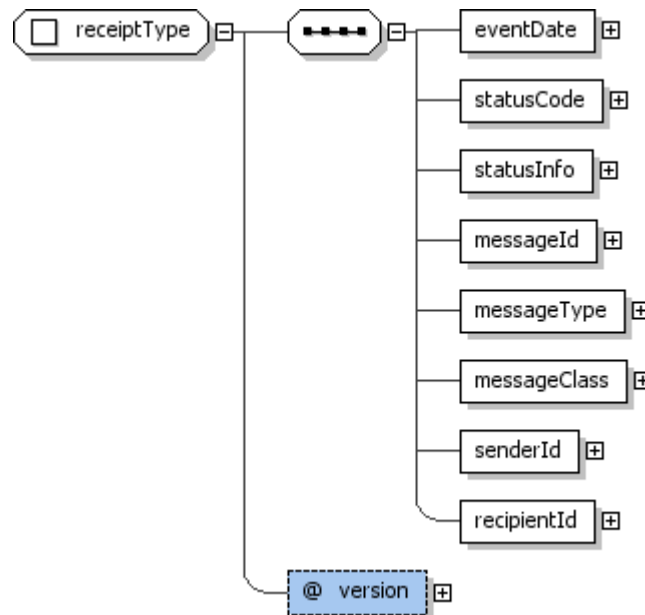 receiptType
eventDate
statusCode
statusInfo
messageId
messageType
messageClass
senderId
recipientId
@ version